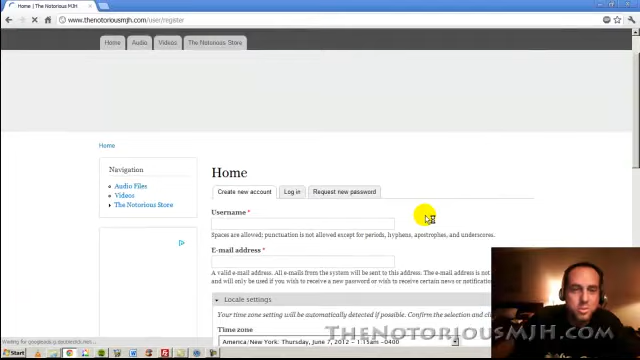 Home | The Notorious MJH
www.thenotoriousmjh.com/user/register
Home
Audio
Videos
The Notorious Store
Home
Navigation
Audio Files
Videos
The Notorious Store
Home
Create new account
Log in
Request new password
Username *
Spaces are allowed; punctuation is not allowed except for periods, hyphens, apostrophes, and underscores.
E-mail address *
A valid e-mail address. All e-mails from the system will be sent to this address. The e-mail address is not
and will only be used if you wish to receive a new password or wish to receive certain news or notification
Locale settings
Your time zone setting will be automatically detected if possible. Confirm the selection and click
Time zone
America/New York: Thursday, June 7, 2012 - 1:15am -0400
TheNotoriousMJH.com
Start